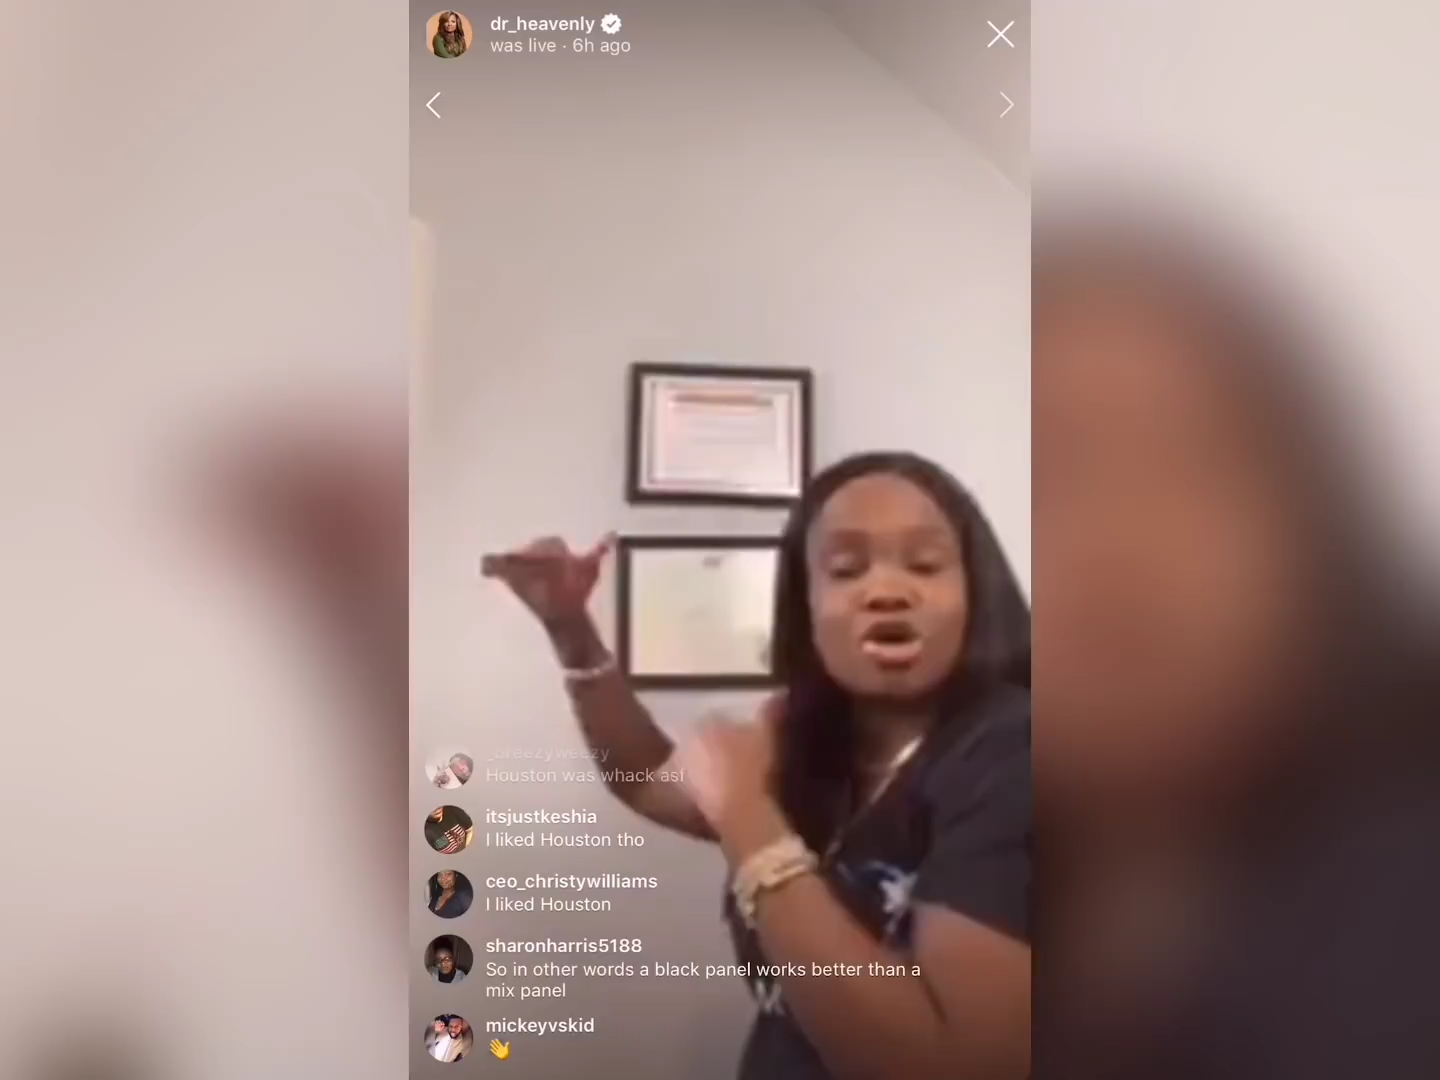 dr_heavenly
was live · 6h ago
_breezyweezy
Houston was whack asf
itsjustkeshia
I liked Houston tho
ceo_christywilliams
I liked Houston
sharonharris5188
So in other words a black panel works better than a
mix panel
mickeyvskid
👋